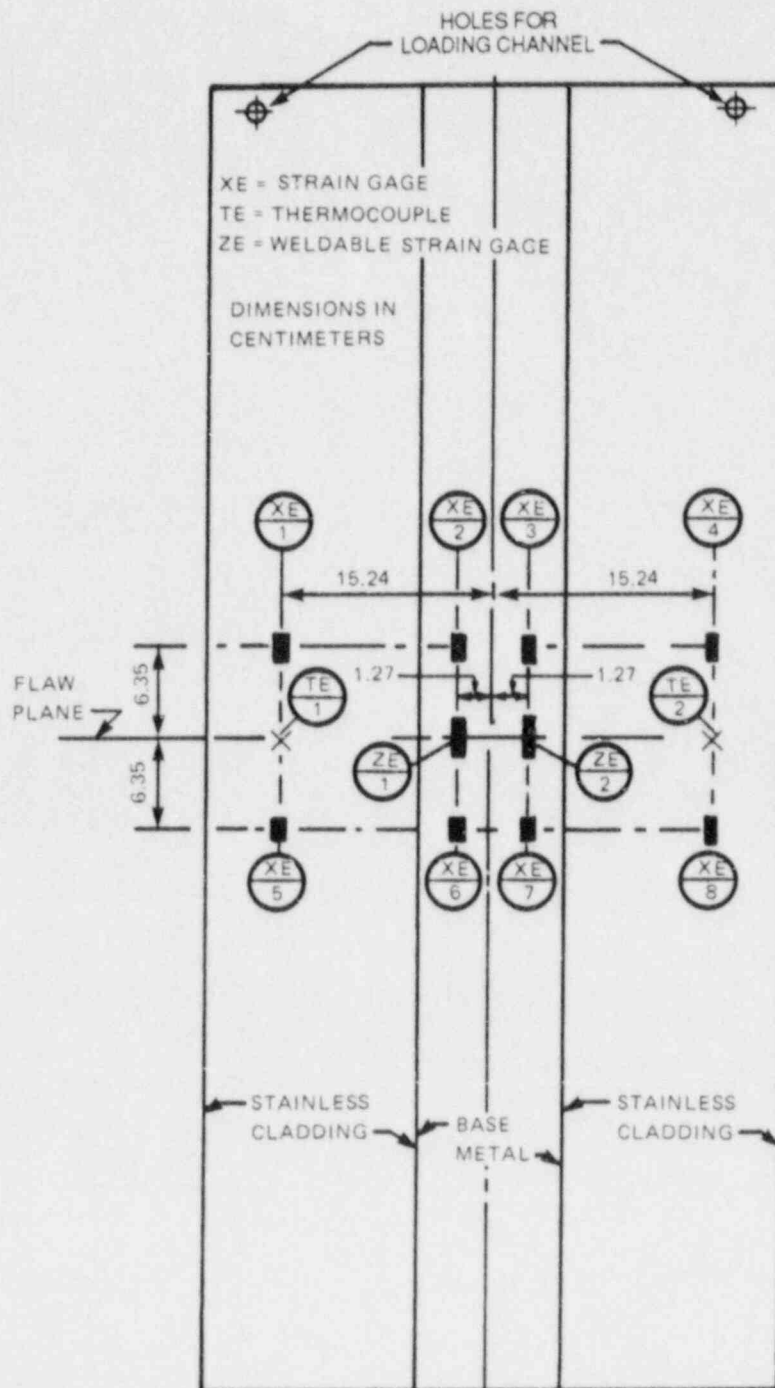 HOLES FOR
LOADING CHANNEL
XE = STRAIN GAGE
TE = THERMOCOUPLE
ZE = WELDABLE STRAIN GAGE
DIMENSIONS IN
CENTIMETERS
XE
1
XE
2
XE
3
XE
4
15.24
15.24
6.35
1.27
1.27
FLAW
PLANE
TE
1
TE
2
6.35
ZE
1
ZE
2
XE
5
XE
6
XE
7
XE
8
STAINLESS
CLADDING
BASE
METAL
STAINLESS
CLADDING